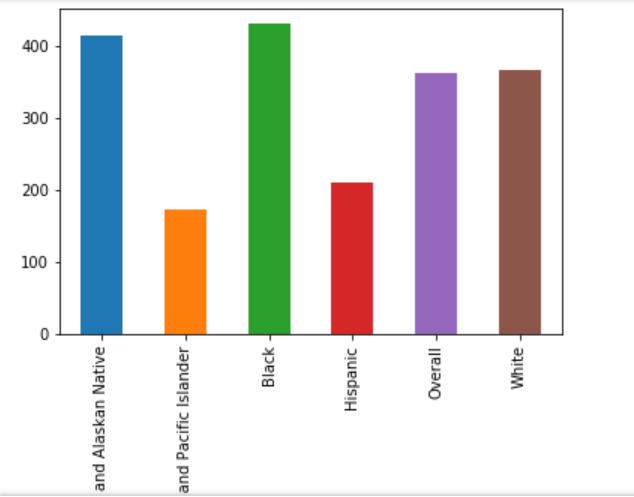 400
300
200
100
0
and Alaskan Native
and Pacific Islander
Black
Hispanic
Overall
White